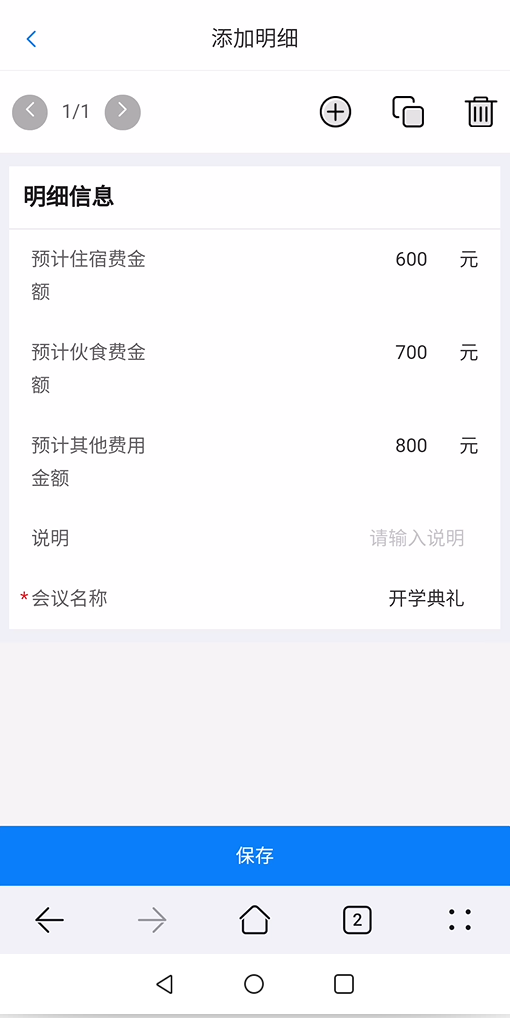 添加明细
1/1
明细信息
预计住宿费金 600 元
额
预计伙食费金 700 元
额
预计其他费用 800 元
金额
说明 请输入说明
*会议名称 开学典礼
保存
2